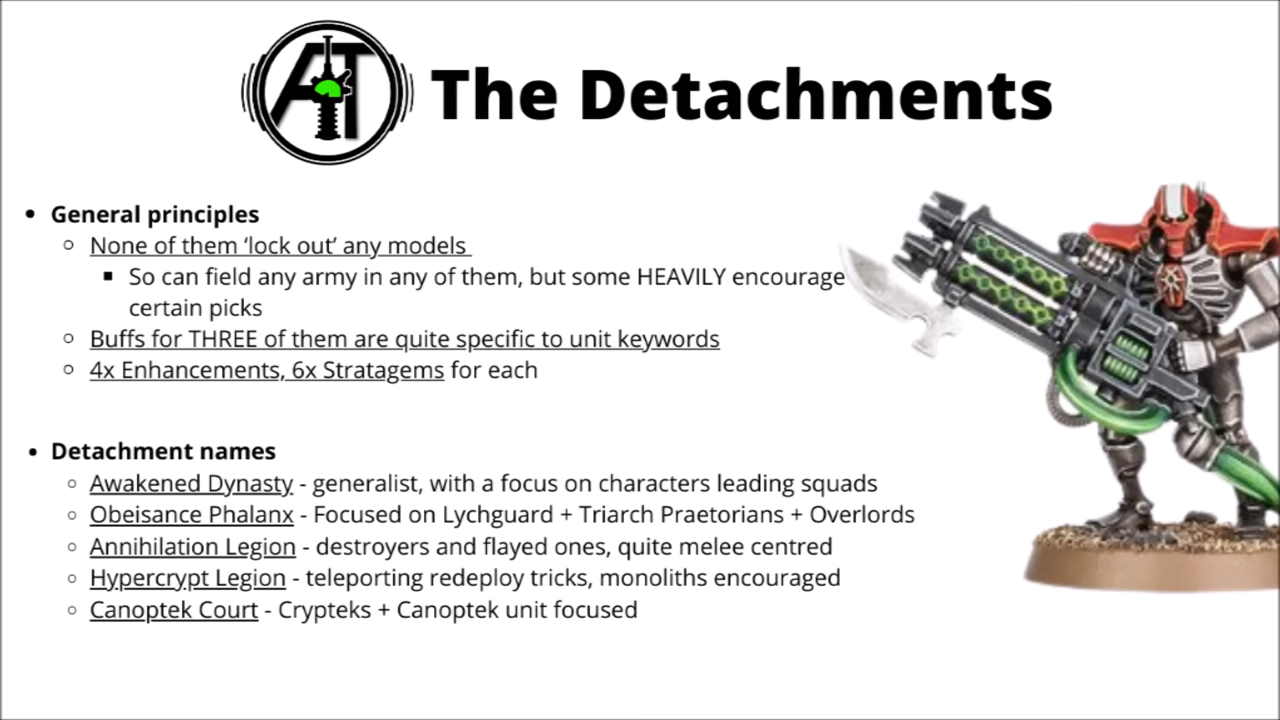 AT The Detachments
• General principles
○ None of them ‘lock out’ any models
▪ So can field any army in any of them, but some HEAVILY encourage
certain picks
○ Buffs for THREE of them are quite specific to unit keywords
○ 4x Enhancements, 6x Stratagems for each
• Detachment names
○ Awakened Dynasty - generalist, with a focus on characters leading squads
○ Obeisance Phalanx - Focused on Lychguard + Triarch Praetorians + Overlords
○ Annihilation Legion - destroyers and flayed ones, quite melee centred
○ Hypercrypt Legion - teleporting redeploy tricks, monoliths encouraged
○ Canoptek Court - Crypteks + Canoptek unit focused